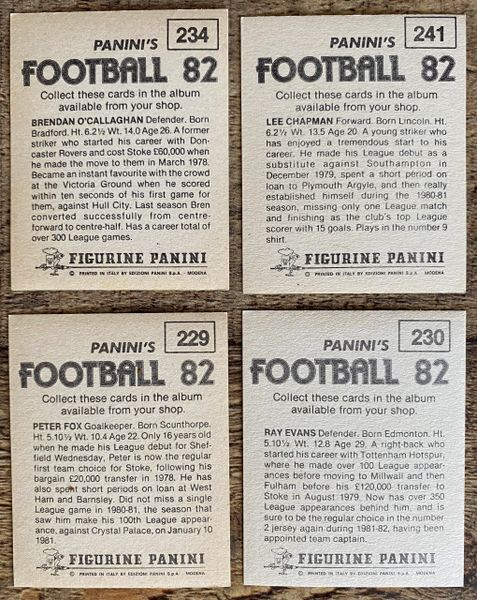 PANINI'S 234
FOOTBALL 82
Collect these cards in the album
available from your shop.
BRENDAN O'CALLAGHAN Defender. Born
Bradford. Ht. 6.2½ Wt. 14.0 Age 26. A former
striker who started his career with Don-
caster Rovers and cost Stoke £60,000 when
he made the move to them in March 1978.
Became an instant favourite with the crowd
at the Victoria Ground when he scored
within ten seconds of his first game for
them, against Hull City. Last season Bren
converted successfully from centre-
forward to centre-half. Has a career total of
over 300 League games.
FIGURINE PANINI
© PRINTED IN ITALY BY EDIZIONI PANINI S.p.A. - MODENA
PANINI'S 241
FOOTBALL 82
Collect these cards in the album
available from your shop.
LEE CHAPMAN Forward. Born Lincoln. Ht.
6.2½ Wt. 13.5 Age 20. A young striker who
has enjoyed a tremendous start to his
career. He made his League debut as a
substitute against Southampton in
December 1979, spent a short period on
loan to Plymouth Argyle, and then really
established himself during the 1980-81
season, missing only one League match
and finishing as the club's top League
scorer with 15 goals. Plays in the number 9
shirt.
FIGURINE PANINI
© PRINTED IN ITALY BY EDIZIONI PANINI S.p.A. - MODENA
PANINI'S 229
FOOTBALL 82
Collect these cards in the album
available from your shop.
PETER FOX Goalkeeper. Born Scunthorpe.
Ht. 5.10½ Wt. 10.4 Age 22. Only 16 years old
when he made his League debut for Shef-
field Wednesday, Peter is now the regular
first team choice for Stoke, following his
bargain £20,000 transfer in 1978. He has
also spent short periods on loan at West
Ham and Barnsley. Did not miss a single
League game in 1980-81, the season that
saw him make his 100th League appear-
ance, against Crystal Palace, on January 10
1981.
FIGURINE PANINI
© PRINTED IN ITALY BY EDIZIONI PANINI S.p.A. - MODENA
PANINI'S 230
FOOTBALL 82
Collect these cards in the album
available from your shop.
RAY EVANS Defender. Born Edmonton. Ht.
5.10½ Wt. 12.8 Age 29. A right-back who
started his career with Tottenham Hotspur,
where he made over 100 League appear-
ances before moving to Millwall and then
Fulham before his £120,000 transfer to
Stoke in August 1979. Now has over 350
League appearances behind him, and is
sure to be the regular choice in the number
2 jersey again during 1981-82, having been
appointed team captain.
FIGURINE PANINI
© PRINTED IN ITALY BY EDIZIONI PANINI S.p.A. - MODENA